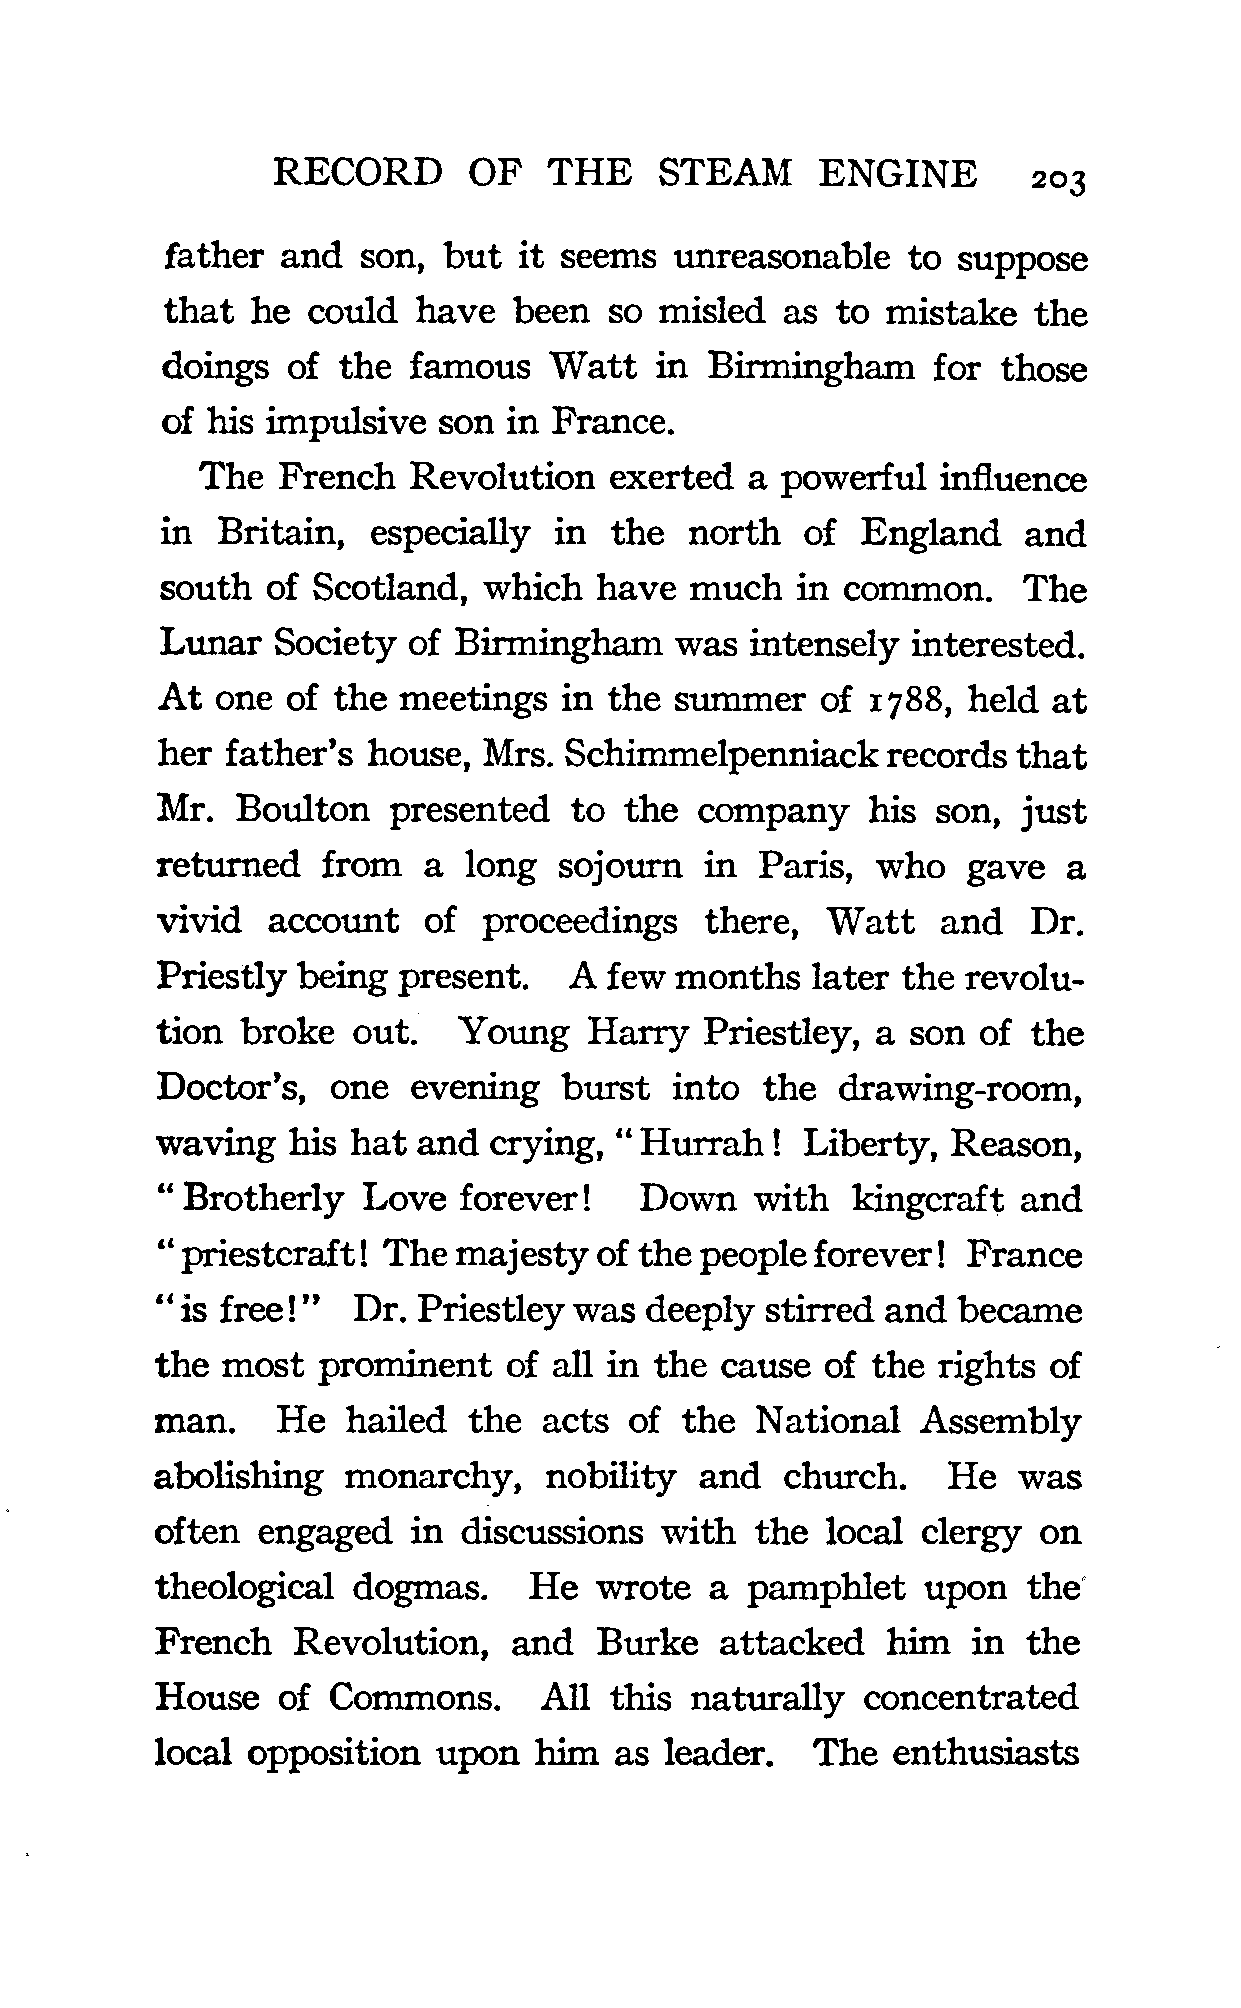 RECORD OF THE STEAM ENGINE 203
father and son, but it seems unreasonable to suppose
that he could have been so misled as to mistake the
doings of the famous Watt in Birmingham for those
of his impulsive son in France.
The French Revolution exerted a powerful influence
in Britain, especially in the north of England and
south of Scotland, which have much in common. The
Lunar Society of Birmingham was intensely interested.
At one of the meetings in the summer of 1788, held at
her father's house, Mrs. Schimmelpenniack records that
Mr. Boulton presented to the company his son, just
returned from a long sojourn in Paris, who gave a
vivid account of proceedings there, Watt and Dr.
Priestly being present. A few months later the revolu-
tion broke out. Young Harry Priestley, a son of the
Doctor's, one evening burst into the drawing-room,
waving his hat and crying, "Hurrah! Liberty, Reason,
"Brotherly Love forever! Down with kingcraft and
"priestcraft! The majesty of the people forever! France
"is free!" Dr. Priestley was deeply stirred and became
the most prominent of all in the cause of the rights of
man. He hailed the acts of the National Assembly
abolishing monarchy, nobility and church. He was
often engaged in discussions with the local clergy on
theological dogmas. He wrote a pamphlet upon the
French Revolution, and Burke attacked him in the
House of Commons. All this naturally concentrated
local opposition upon him as leader. The enthusiasts